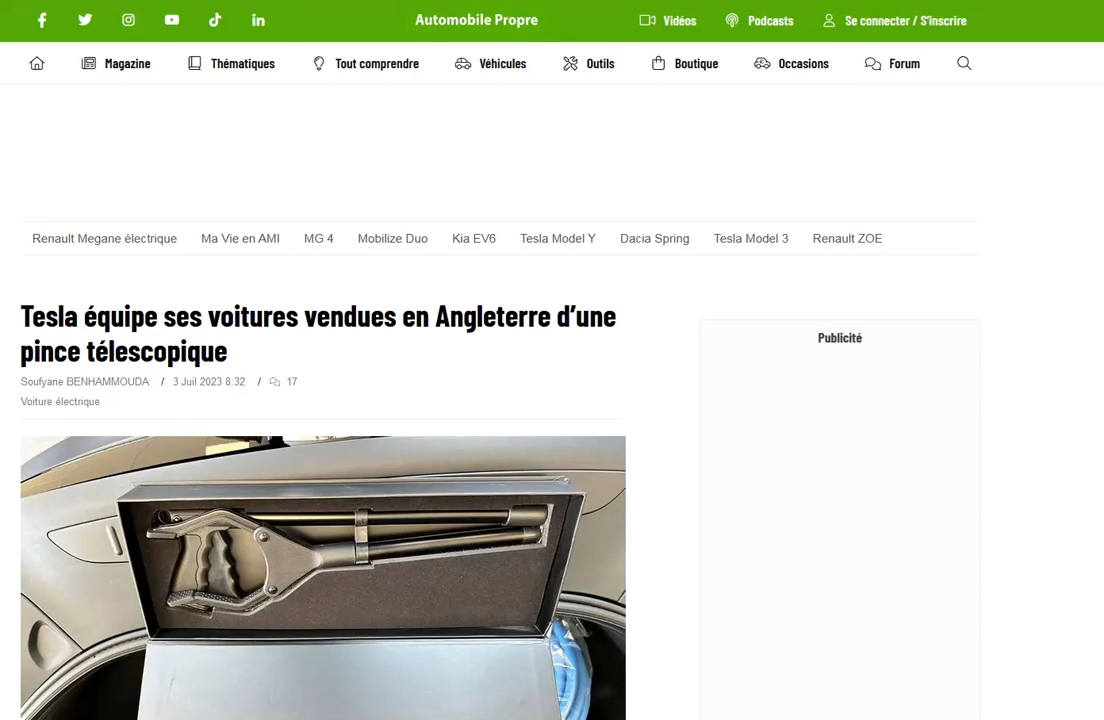 Automobile Propre
Vidéos
Podcasts
Se connecter / S'inscrire
Magazine
Thématiques
Tout comprendre
Véhicules
Outils
Boutique
Occasions
Forum
Renault Megane électrique
Ma Vie en AMI
MG 4
Mobilize Duo
Kia EV6
Tesla Model Y
Dacia Spring
Tesla Model 3
Renault ZOE
Tesla équipe ses voitures vendues en Angleterre d’une
pince télescopique
Soufyane BENHAMMOUDA / 3 Juil 2023 8:32 / 17
Voiture électrique
Publicité